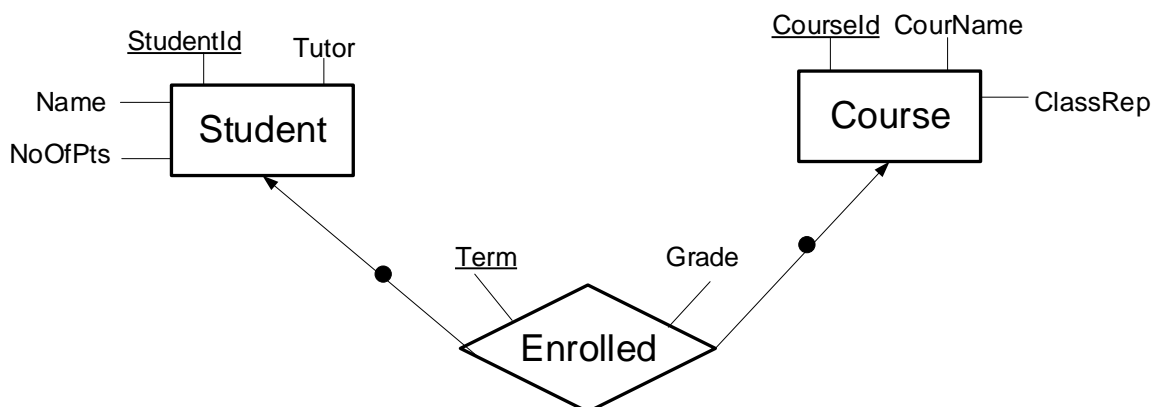 StudentId
Tutor
Name
NoOfPts
Student
CourseId
CourName
ClassRep
Course
Term
Grade
Enrolled